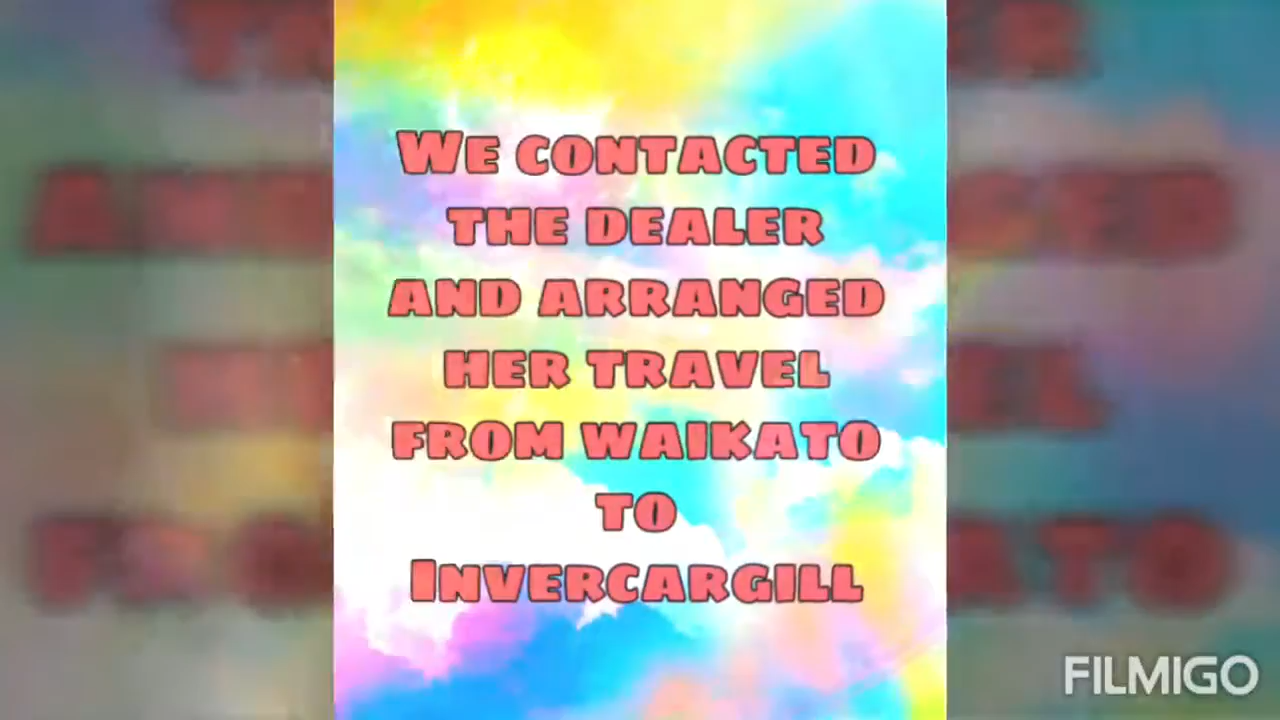 We contacted
the dealer
and arranged
her travel
from waikato
to
Invercargill
FILMIGO